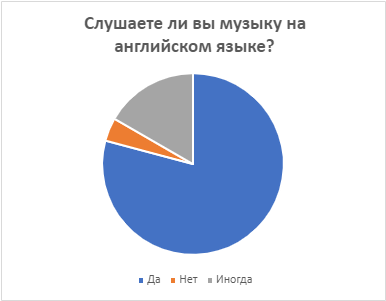 Слушаете ли вы музыку на
английском языке?
Да Нет Иногда